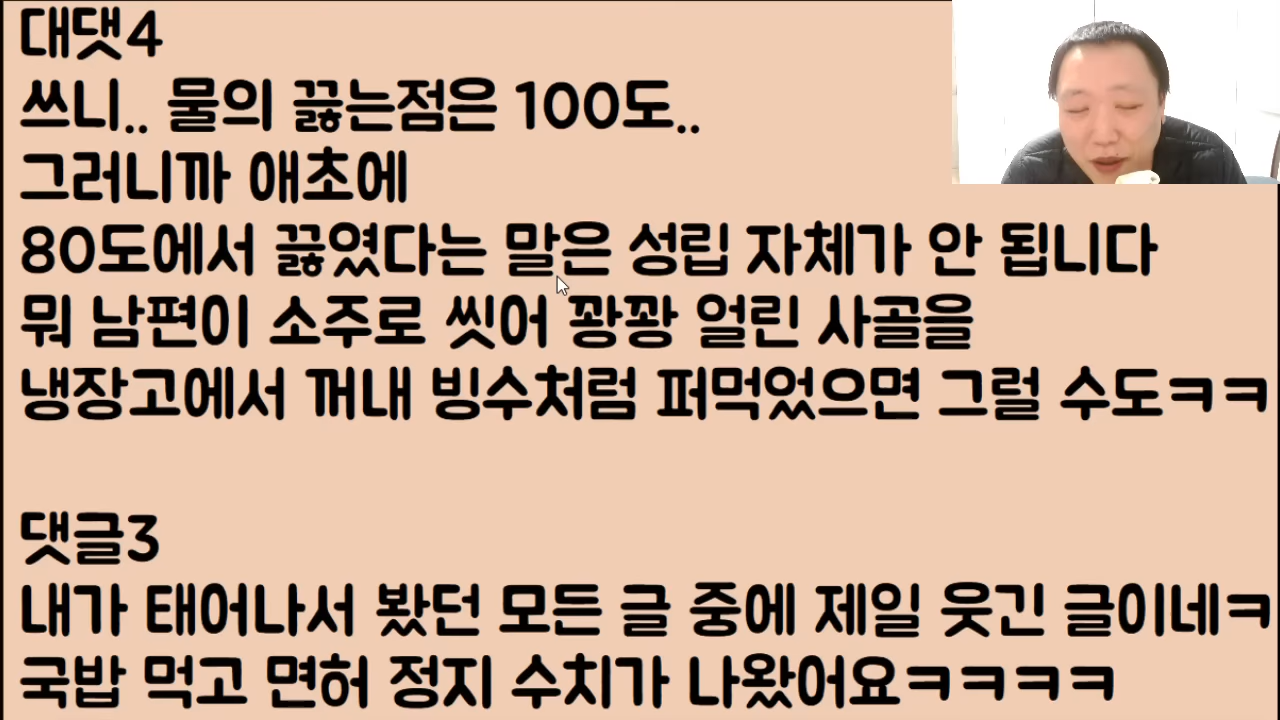 대댓4
쓰니.. 물의 끓는점은 100도..
그러니까 애초에
80도에서 끓였다는 말은 성립 자체가 안 됩니다
뭐 남편이 소주로 씻어 꽝꽝 얼린 사골을
냉장고에서 꺼내 빙수처럼 퍼먹었으면 그럴 수도ㅋㅋ
댓글3
내가 태어나서 봤던 모든 글 중에 제일 웃긴 글이네ㅋ
국밥 먹고 면허 정지 수치가 나왔어요ㅋㅋㅋㅋ